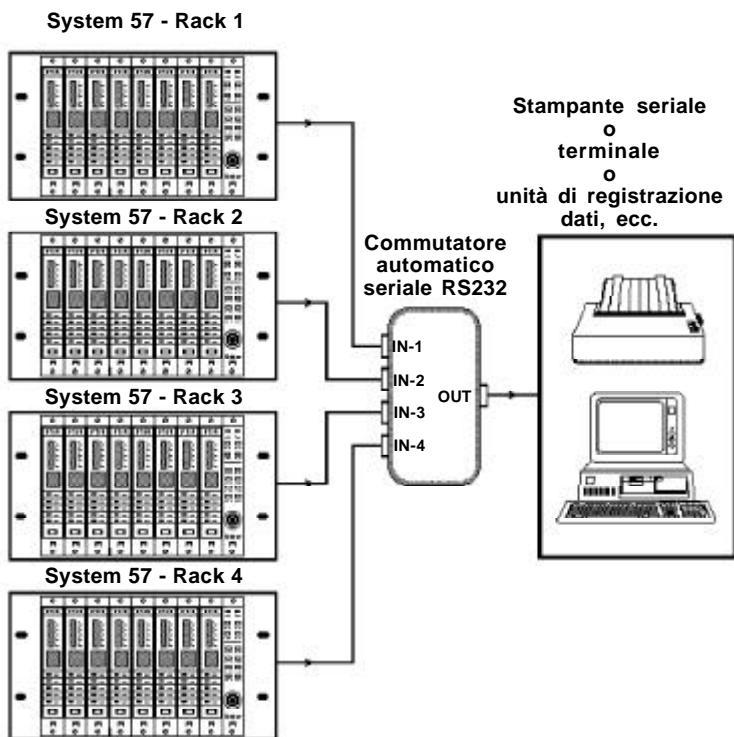 System 57 - Rack 1
Stampante seriale
o
terminale
o
unità di registrazione
dati, ecc.
System 57 - Rack 2
Commutatore
automatico
seriale RS232
IN-1
IN-2
OUT
System 57 - Rack 3
IN-3
IN-4
System 57 - Rack 4